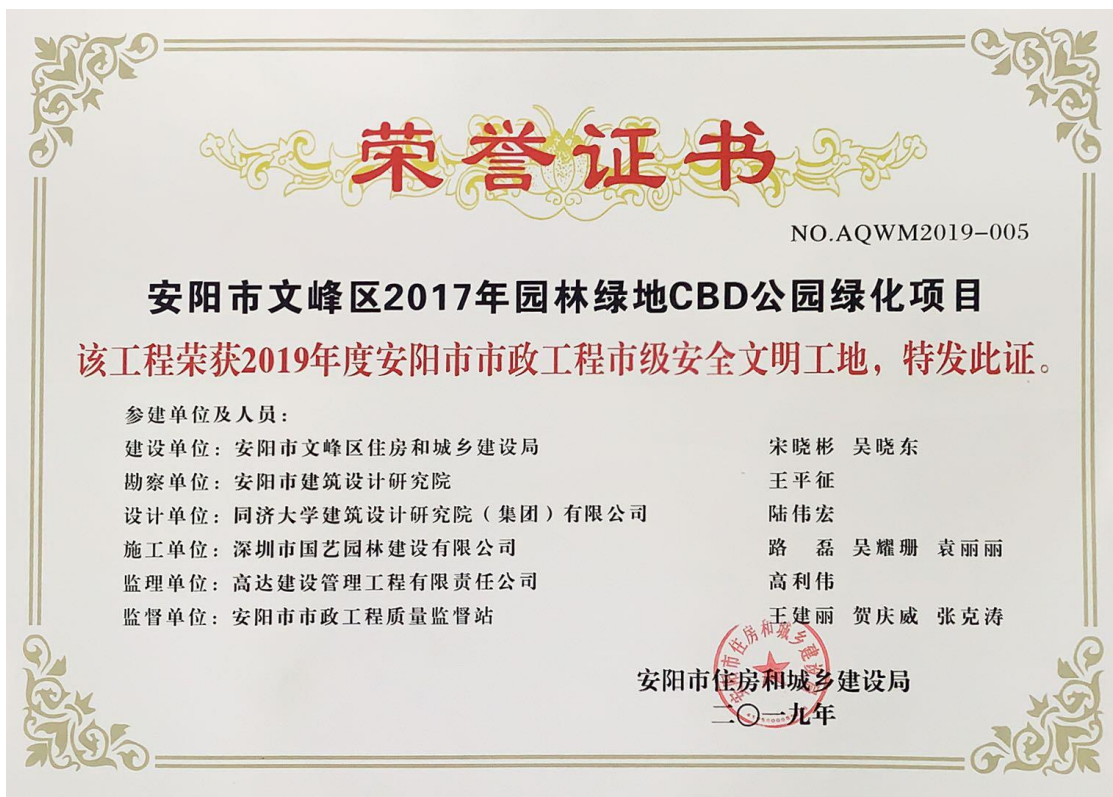 荣誉证书
NO.AQWM2019-005
安阳市文峰区2017年园林绿地CBD公园绿化项目
该工程荣获2019年度安阳市市政工程市级安全文明工地，特发此证。
参建单位及人员：
建设单位：安阳市文峰区住房和城乡建设局 宋晓彬 吴晓东
勘察单位：安阳市建筑设计研究院 王平征
设计单位：同济大学建筑设计研究院（集团）有限公司 陆伟宏
施工单位：深圳市国艺园林建设有限公司 路 磊 吴耀珊 袁丽丽
监理单位：高达建设管理工程有限责任公司 高利伟
监督单位：安阳市市政工程质量监督站 王建丽 贺庆威 张克涛
安阳市住房和城乡建设局
安阳市住房和城乡建设局
二〇一九年